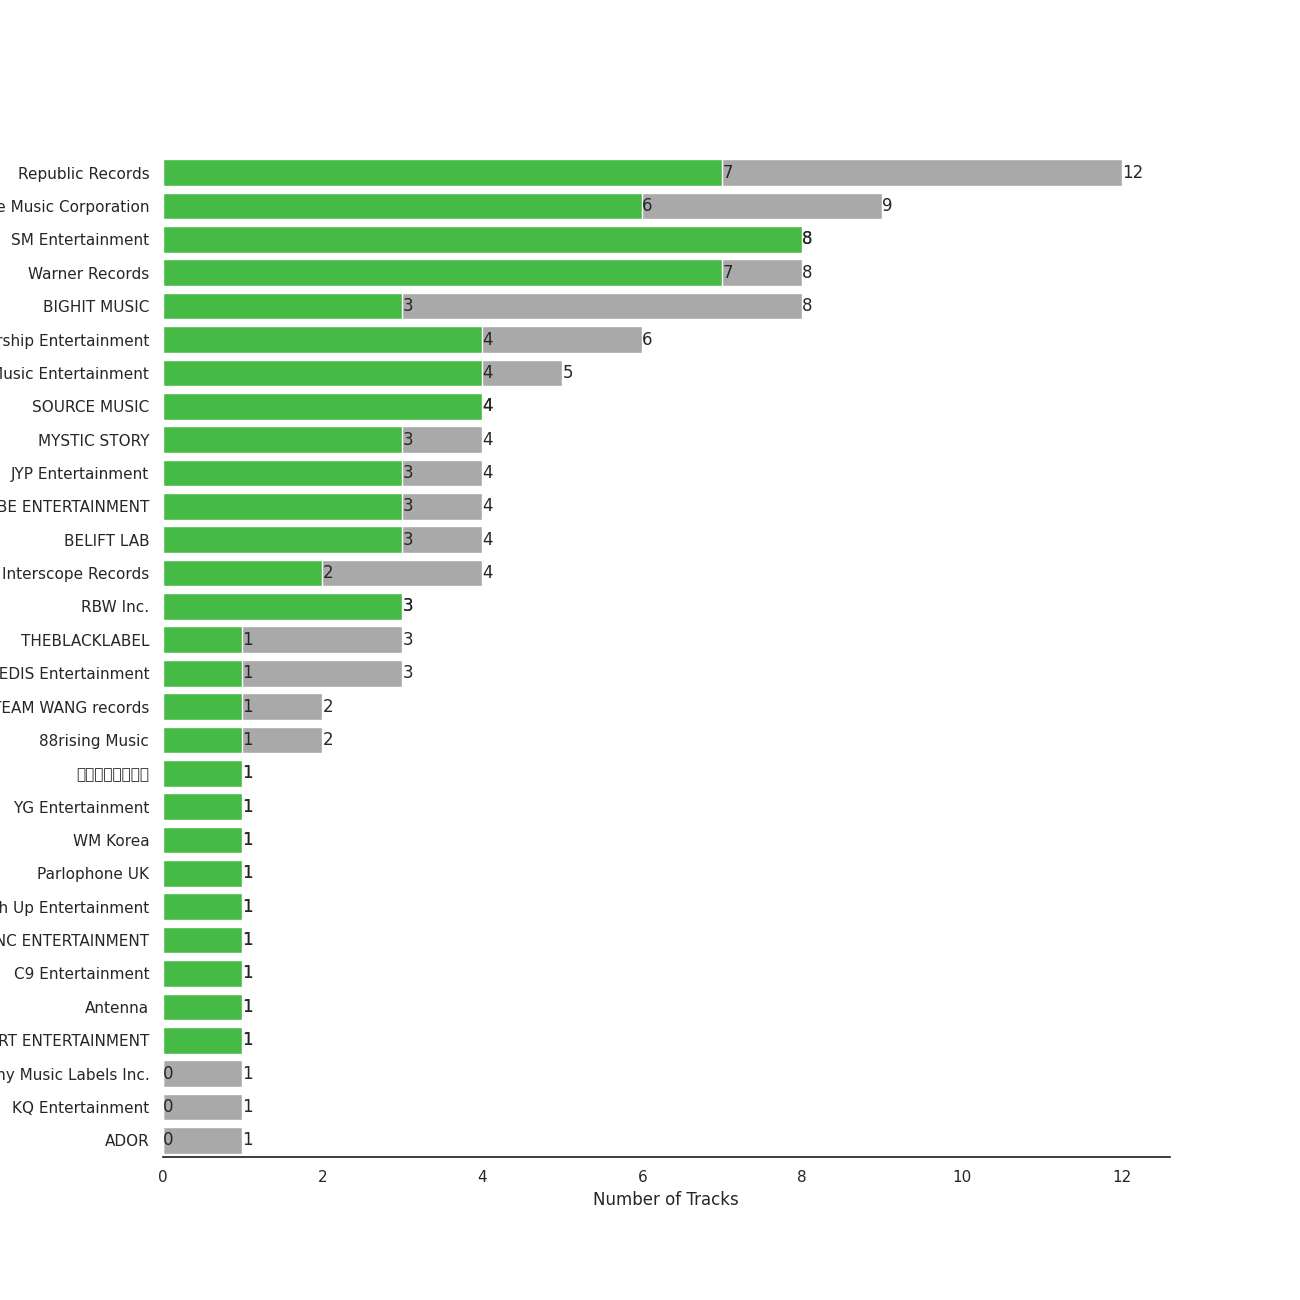 Republic Records 7 12
e Music Corporation 6 9
SM Entertainment 8
Warner Records 7 8
BIGHIT MUSIC 3 8
rship Entertainment 4 6
Music Entertainment 4 5
SOURCE MUSIC 4
MYSTIC STORY 3 4
JYP Entertainment 3 4
BE ENTERTAINMENT 3 4
BELIFT LAB 3 4
Interscope Records 2 4
RBW Inc. 3
THEBLACKLABEL 1 3
EDIS Entertainment 1 3
TEAM WANG records 1 2
88rising Music 1 2
1
YG Entertainment 1
WM Korea 1
Parlophone UK 1
h Up Entertainment 1
NC ENTERTAINMENT 1
C9 Entertainment 1
Antenna 1
RT ENTERTAINMENT 1
ny Music Labels Inc. 0 1
KQ Entertainment 0 1
ADOR 0 1
0 2 4 6 8 10 12
Number of Tracks